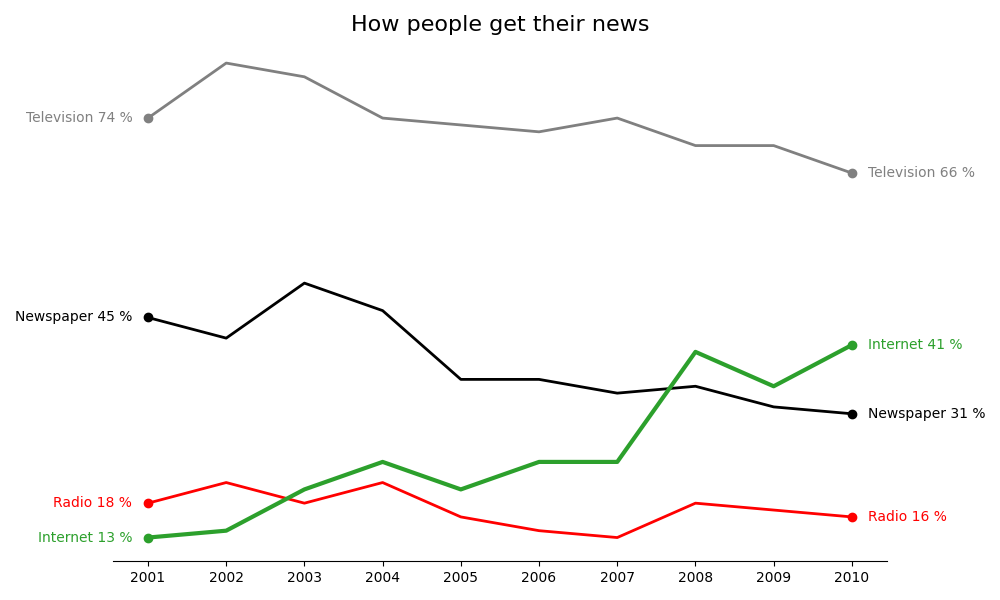 How people get their news
Television 74 %
Television 66 %
Newspaper 45 %
Internet 41 %
Newspaper 31 %
Radio 18 %
Radio 16 %
Internet 13 %
2001 2002 2003 2004 2005 2006 2007 2008 2009 2010